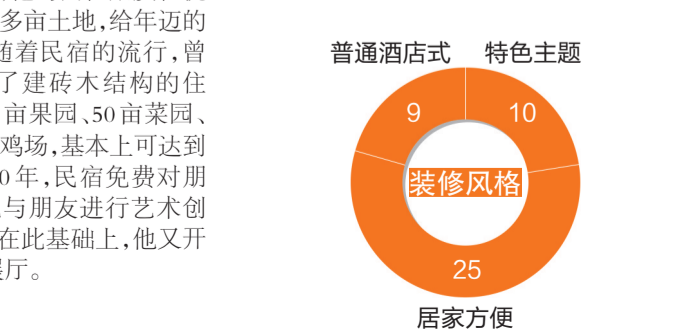 多亩土地,给年迈的
随着民宿的流行,曾
了建砖木结构的住
亩果园、50亩菜园、
鸡场,基本上可达到
0年,民宿免费对朋
与朋友进行艺术创
在此基础上,他又开
厅。
普通酒店式 特色主题
9 10
装修风格
25
居家方便